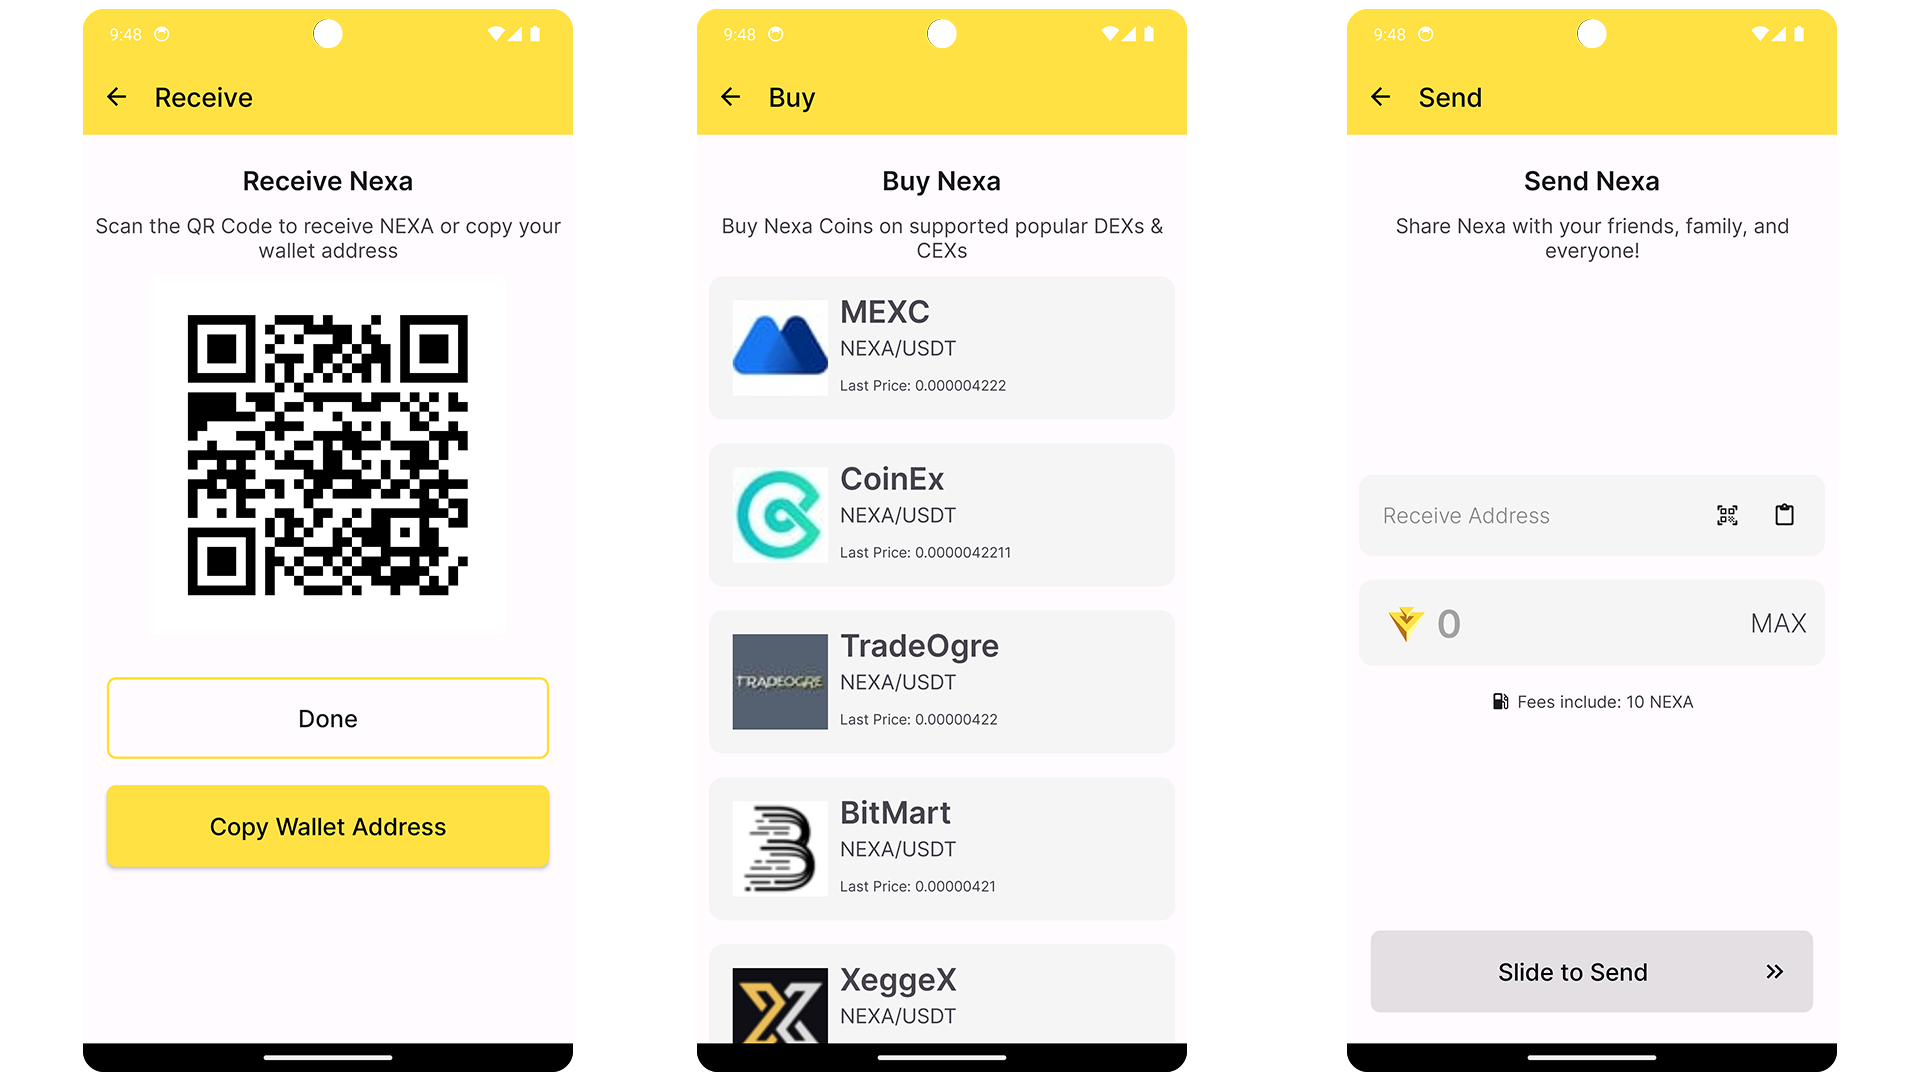 9:48
Receive
Receive Nexa
Scan the QR Code to receive NEXA or copy your
wallet address
Done
Copy Wallet Address
9:48
Buy
Buy Nexa
Buy Nexa Coins on supported popular DEXs &
CEXs
MEXC
NEXA/USDT
Last Price: 0.000004222
CoinEx
NEXA/USDT
Last Price: 0.0000042211
TRADEOGRE
TradeOgre
NEXA/USDT
Last Price: 0.00000422
BitMart
NEXA/USDT
Last Price: 0.00000421
XeggeX
NEXA/USDT
9:48
Send
Send Nexa
Share Nexa with your friends, family, and
everyone!
Receive Address
0
MAX
Fees include: 10 NEXA
Slide to Send